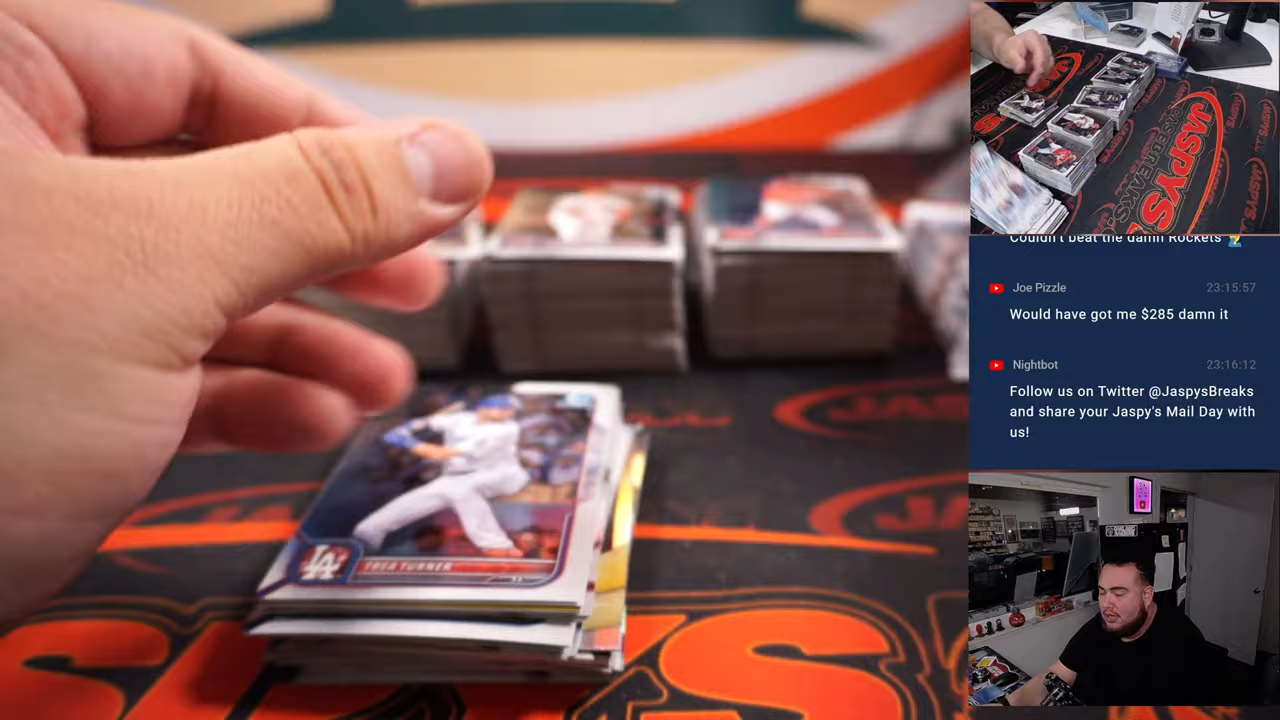 LA
TREA TURNER
JASPYS
CASE BREAKS
Couldn't beat the damn Rockets
Joe Pizzle
23:15:57
Would have got me $285 damn it
Nightbot
23:16:12
Follow us on Twitter @JaspysBreaks
and share your Jaspy's Mail Day with
us!